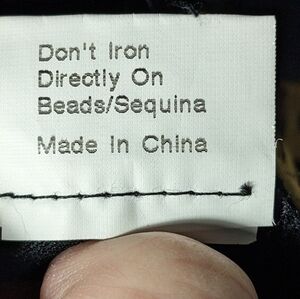 Don't Iron
Directly On
Beads/Sequina
Made In China